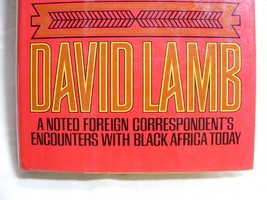 DAVID LAMB
A NOTED FOREIGN CORRESPONDENT'S
ENCOUNTERS WITH BLACK AFRICA TODAY